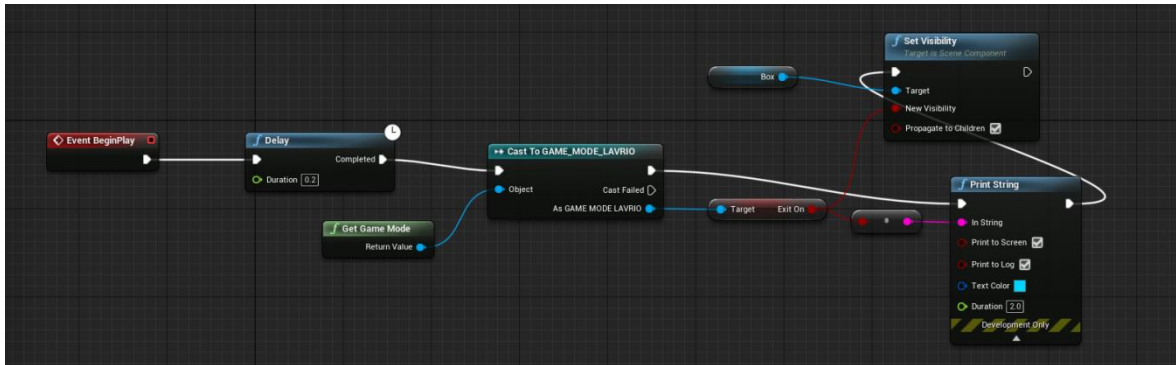 Event BeginPlay
Delay
Completed
Duration 0.2
Get Game Mode
Return Value
Cast To GAME_MODE_LAVRIO
Object
Cast Failed
As GAME MODE LAVRIO
Target Exit On
Box
Set Visibility
Target is Scene Component
Target
New Visibility
Propagate to Children
Print String
In String
Print to Screen
Print to Log
Text Color
Duration 2.0
Development Only